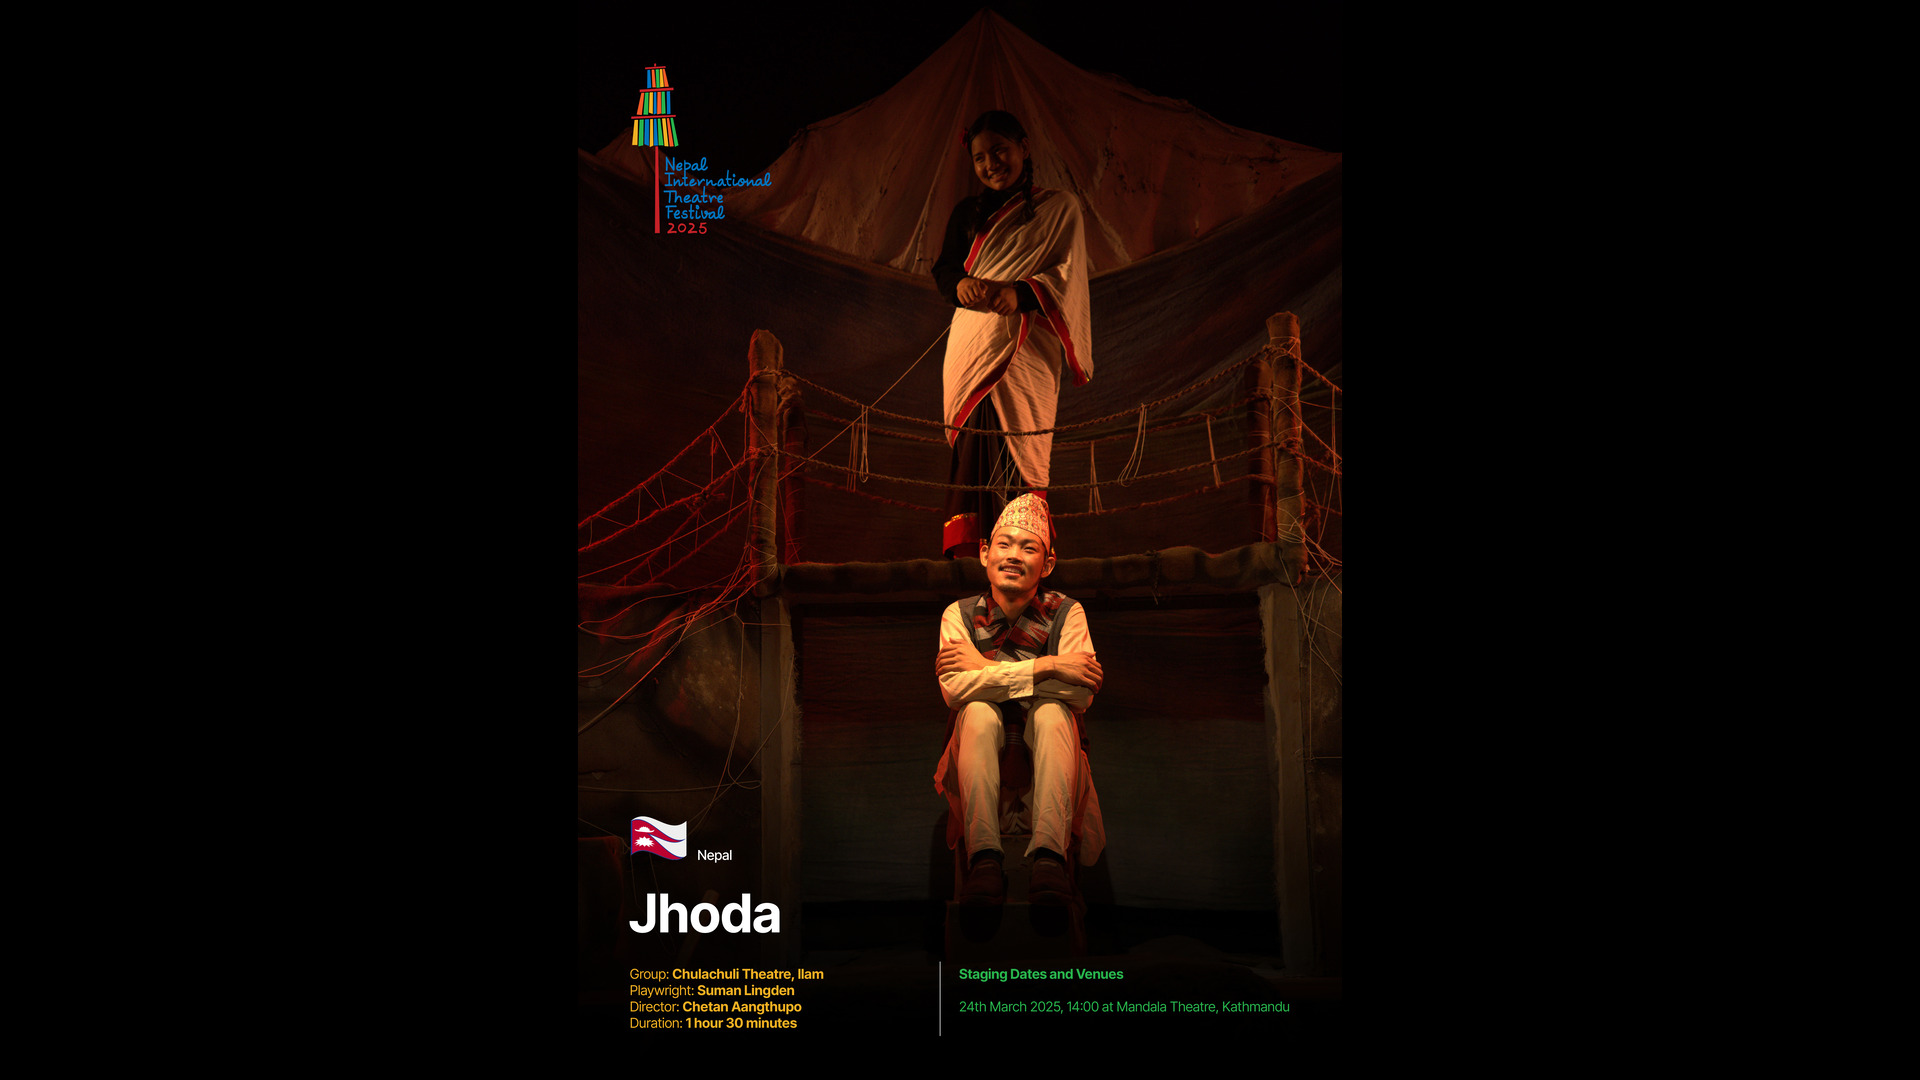 Nepal
International
Theatre
Festival
2025
Nepal
Jhoda
Group: Chulachuli Theatre, Ilam
Playwright: Suman Lingden
Director: Chetan Aangthupo
Duration: 1 hour 30 minutes
Staging Dates and Venues
24th March 2025, 14:00 at Mandala Theatre, Kathmandu